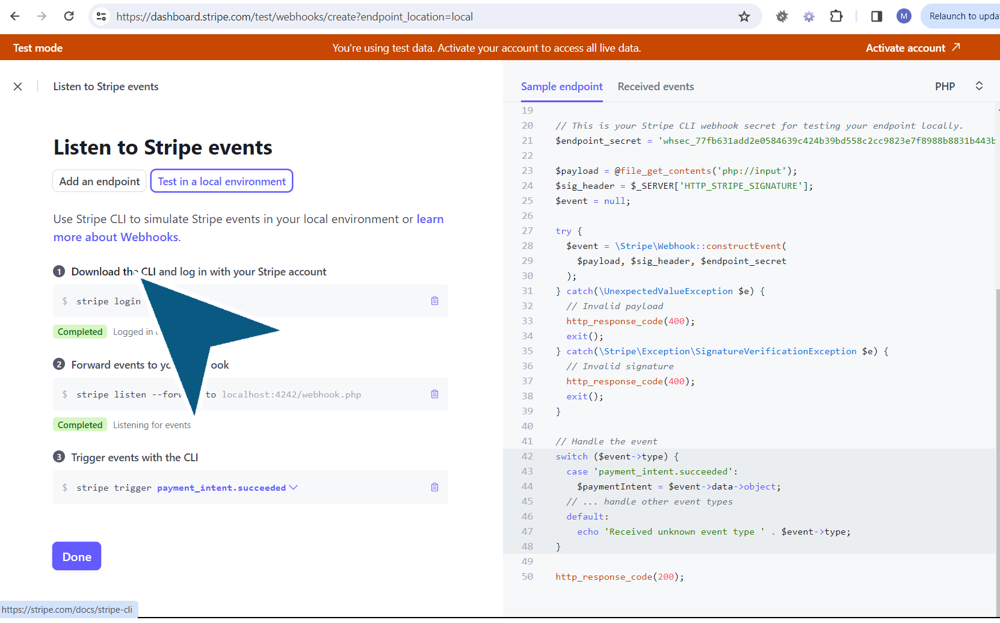 https://dashboard.stripe.com/test/webhooks/create?endpoint_location=local
M
Relaunch to upda
Test mode
You're using test data. Activate your account to access all live data.
Activate account
Listen to Stripe events
Listen to Stripe events
Add an endpoint
Test in a local environment
Use Stripe CLI to simulate Stripe events in your local environment or learn
more about Webhooks.
1 Download the CLI and log in with your Stripe account
$ stripe login
Completed Logged in
2 Forward events to ook
$ stripe listen to localhost:4242/webhook.php
Completed Listening for events
3 Trigger events with the CLI
$ stripe trigger payment_intent.succeeded
Done
https://stripe.com/docs/stripe-cli
Sample endpoint
Received events
PHP
19
20 // This is your Stripe CLI webhook secret for testing your endpoint locally.
21 $endpoint_secret = 'whsec_77fb631add2e0584639c424b39bd558c2cc9823e7f8988b8831b443b
22
23 $payload = @file_get_contents('php://input');
24 $sig_header = $_SERVER['HTTP_STRIPE_SIGNATURE'];
25 $event = null;
26
27 try {
28 $event = \Stripe\Webhook::constructEvent(
29 $payload, $sig_header, $endpoint_secret
30 );
31 } catch(\UnexpectedValueException $e) {
32 // Invalid payload
33 http_response_code(400);
34 exit();
35 } catch(\Stripe\Exception\SignatureVerificationException $e) {
36 // Invalid signature
37 http_response_code(400);
38 exit();
39 }
40
41 // Handle the event
42 switch ($event->type) {
43 case 'payment_intent.succeeded':
44 $paymentIntent = $event->data->object;
45 // ... handle other event types
46 default:
47 echo 'Received unknown event type ' . $event->type;
48 }
49
50 http_response_code(200);